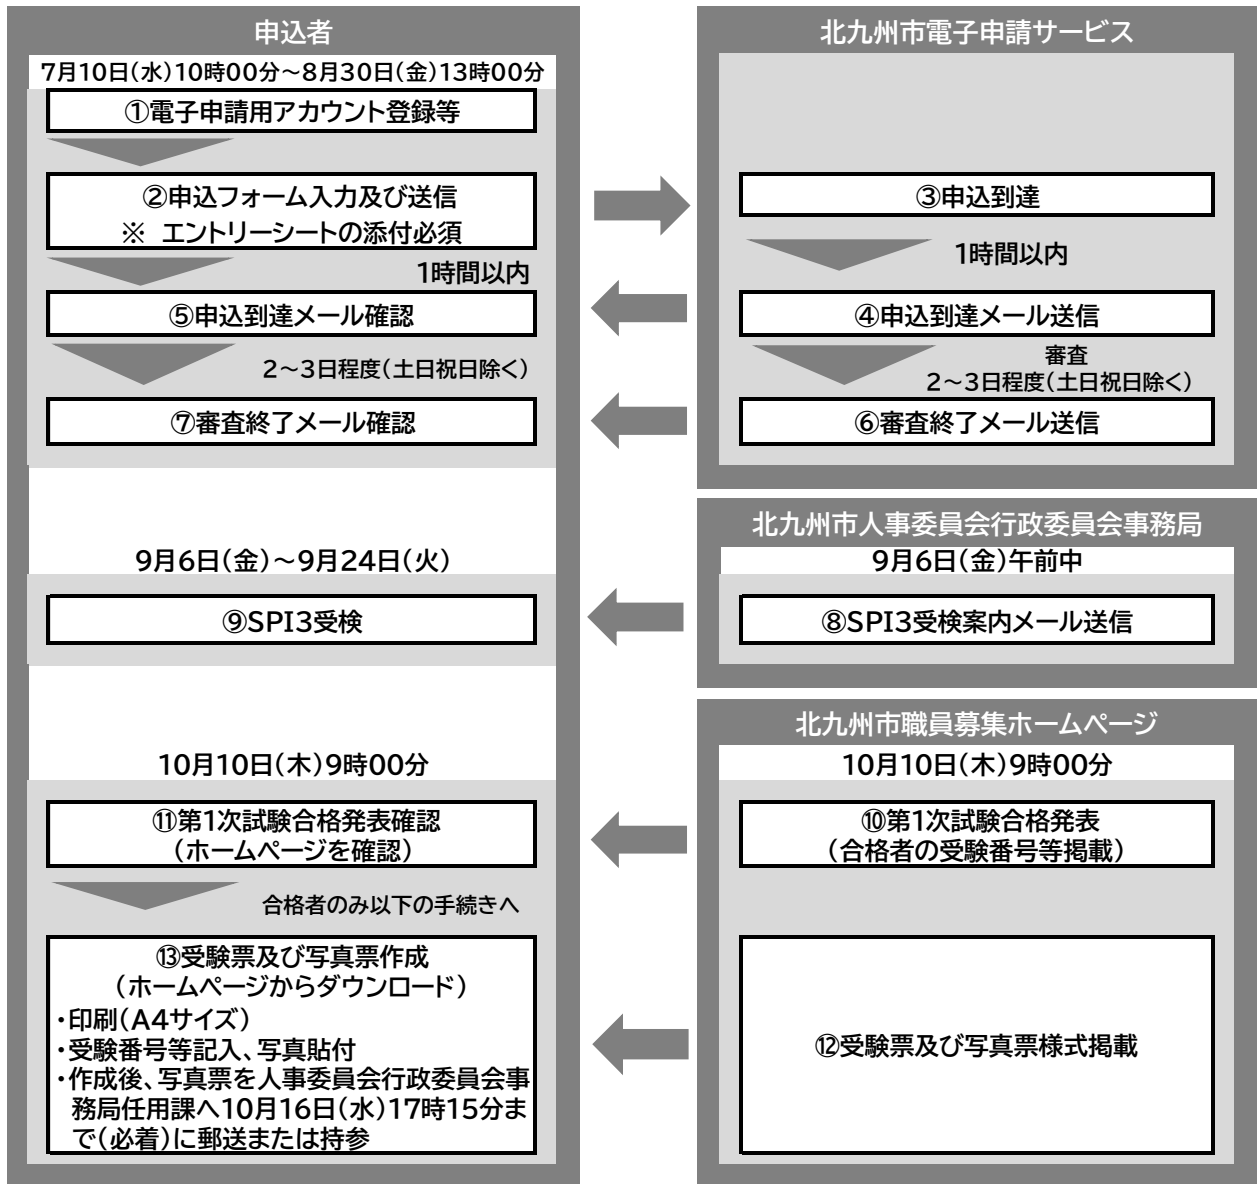 申込者
7月10日(水)10時00分～8月30日(金)13時00分
①電子申請用アカウント登録等
②申込フォーム入力及び送信
※ エントリーシートの添付必須
1時間以内
⑤申込到達メール確認
2～3日程度(土日祝日除く)
⑦審査終了メール確認
9月6日(金)～9月24日(火)
⑨SPI3受検
10月10日(木)9時00分
⑪第1次試験合格発表確認
(ホームページを確認)
合格者のみ以下の手続きへ
⑬受験票及び写真票作成
(ホームページからダウンロード)
・印刷(A4サイズ)
・受験番号等記入、写真貼付
・作成後、写真票を人事委員会行政委員会事
務局任用課へ10月16日(水)17時15分ま
で(必着)に郵送または持参
北九州市電子申請サービス
③申込到達
1時間以内
④申込到達メール送信
審査
2～3日程度(土日祝日除く)
⑥審査終了メール送信
北九州市人事委員会行政委員会事務局
9月6日(金)午前中
⑧SPI3受検案内メール送信
北九州市職員募集ホームページ
10月10日(木)9時00分
⑩第1次試験合格発表
(合格者の受験番号等掲載)
⑫受験票及び写真票様式掲載